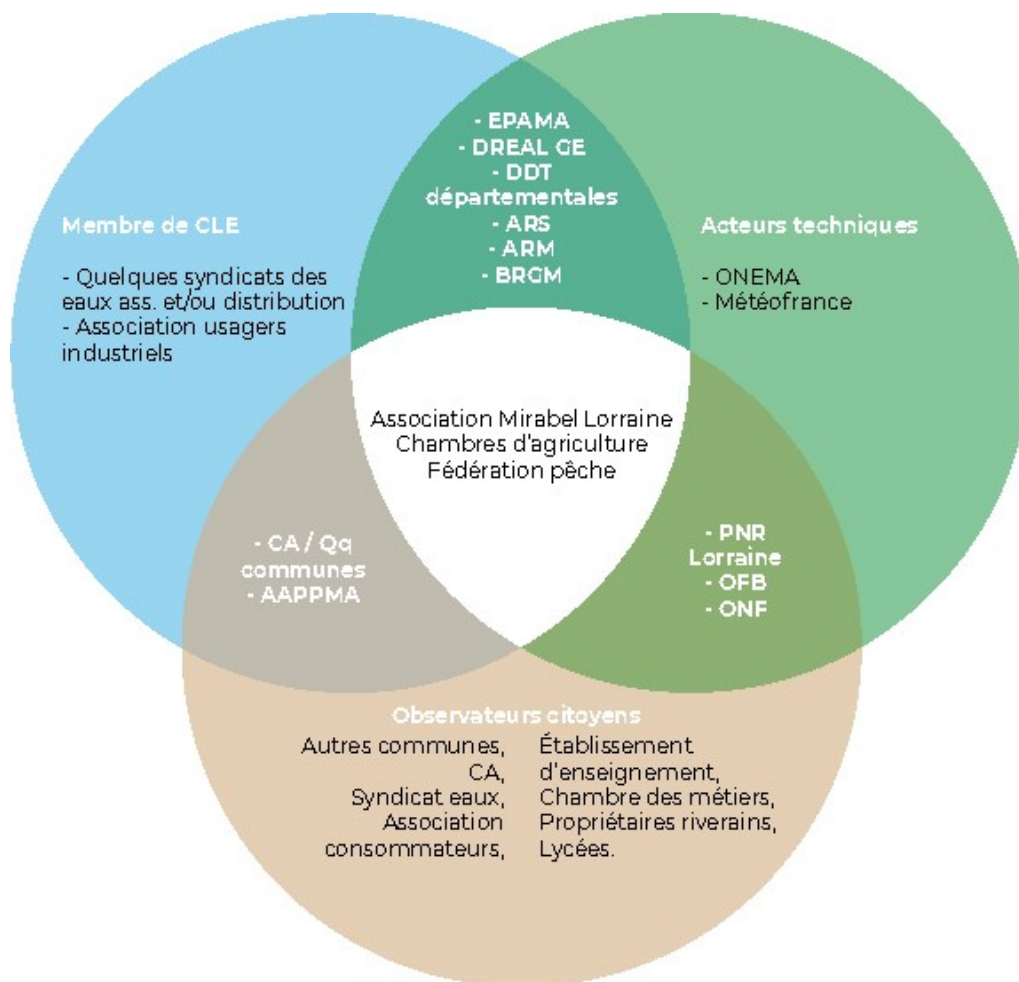 - EPAMA
- DREAL GE
- DDT
départementales
- ARS
- ARM
- BRGM
Membre de CLE
- Quelques syndicats des
eaux ass. et/ou distribution
- Association usagers
industriels
Acteurs techniques
- ONEMA
- Météofrance
Association Mirabel Lorraine
Chambres d'agriculture
Fédération pêche
- CA / Qq
communes
- AAPPMA
- PNR
Lorraine
- OFB
- ONF
Observateurs citoyens
Autres communes,
CA,
Syndicat eaux,
Association
consommateurs,
Établissement
d'enseignement,
Chambre des métiers,
Propriétaires riverains,
Lycées.